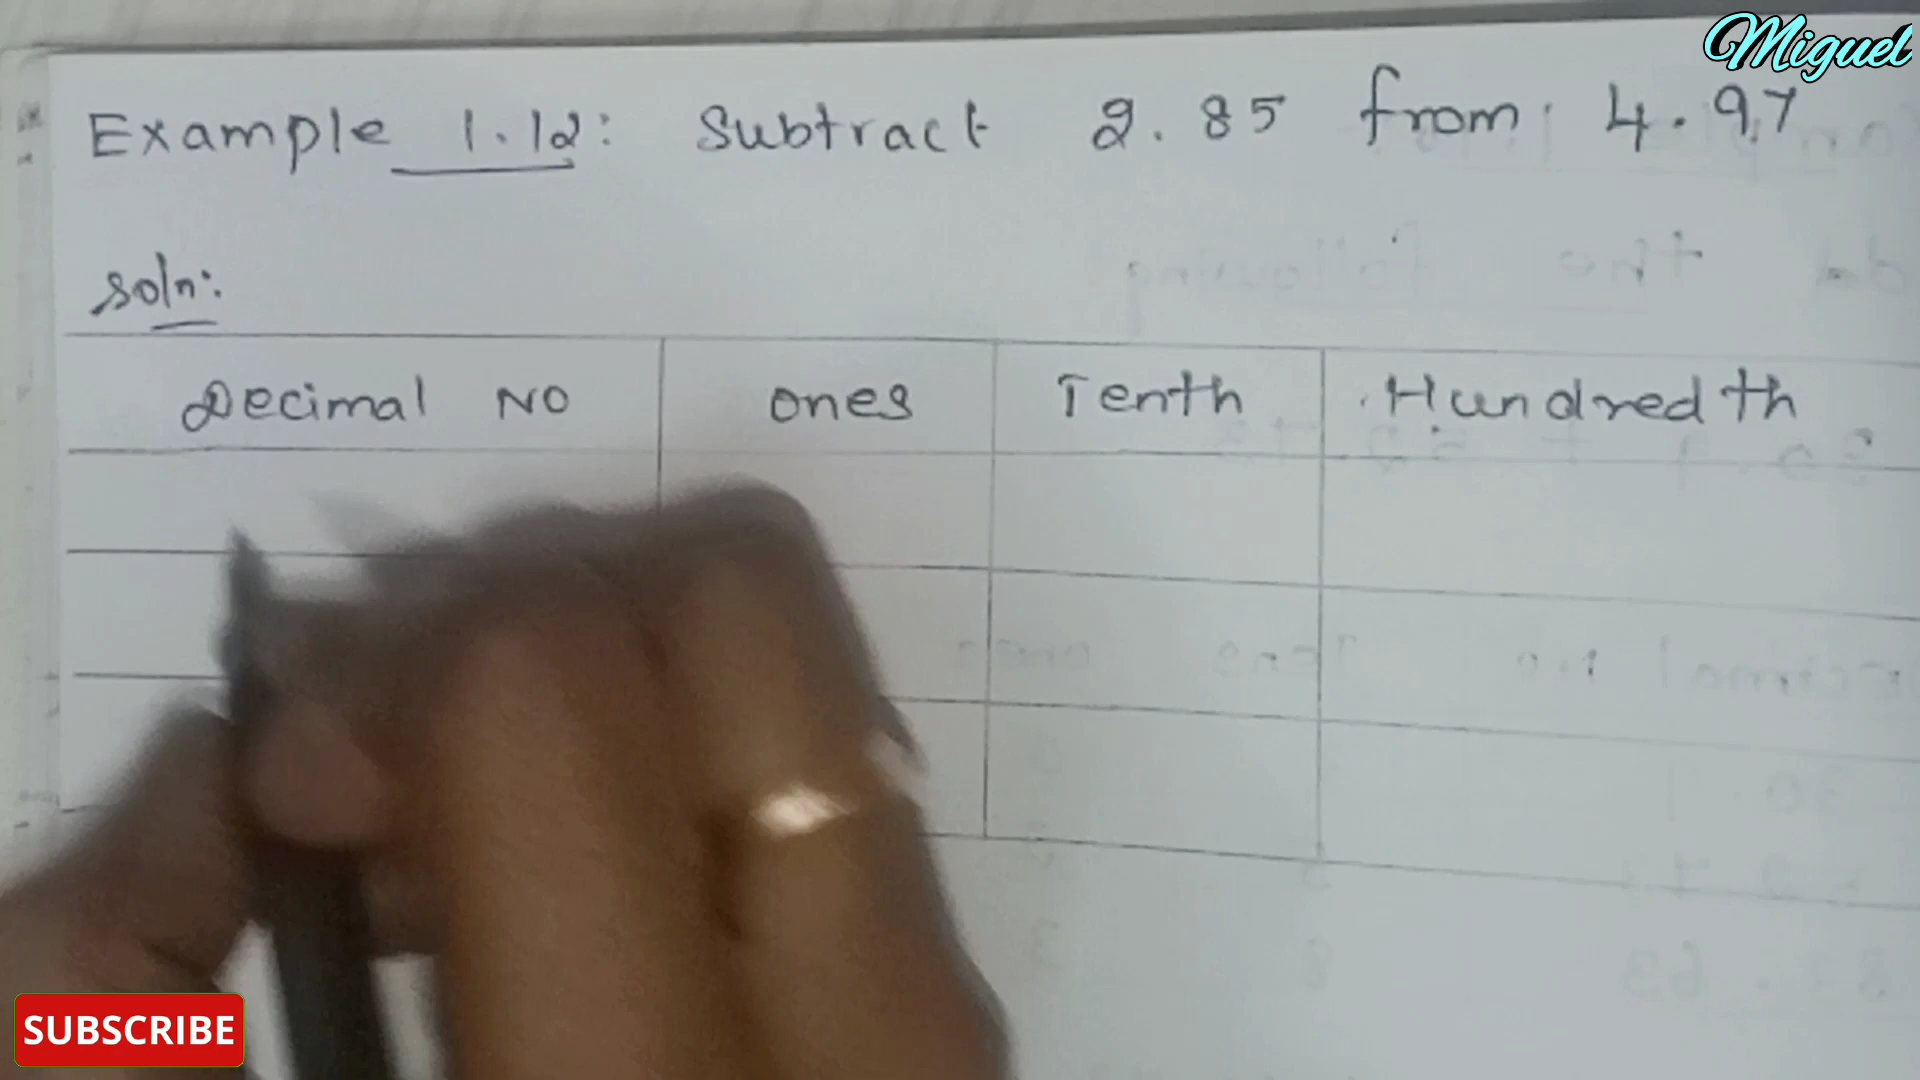 Miguel
Example 1.12: Subtract 2.85 from 4.97
Soln:
Decimal NO ones Tenth Hundredth
SUBSCRIBE